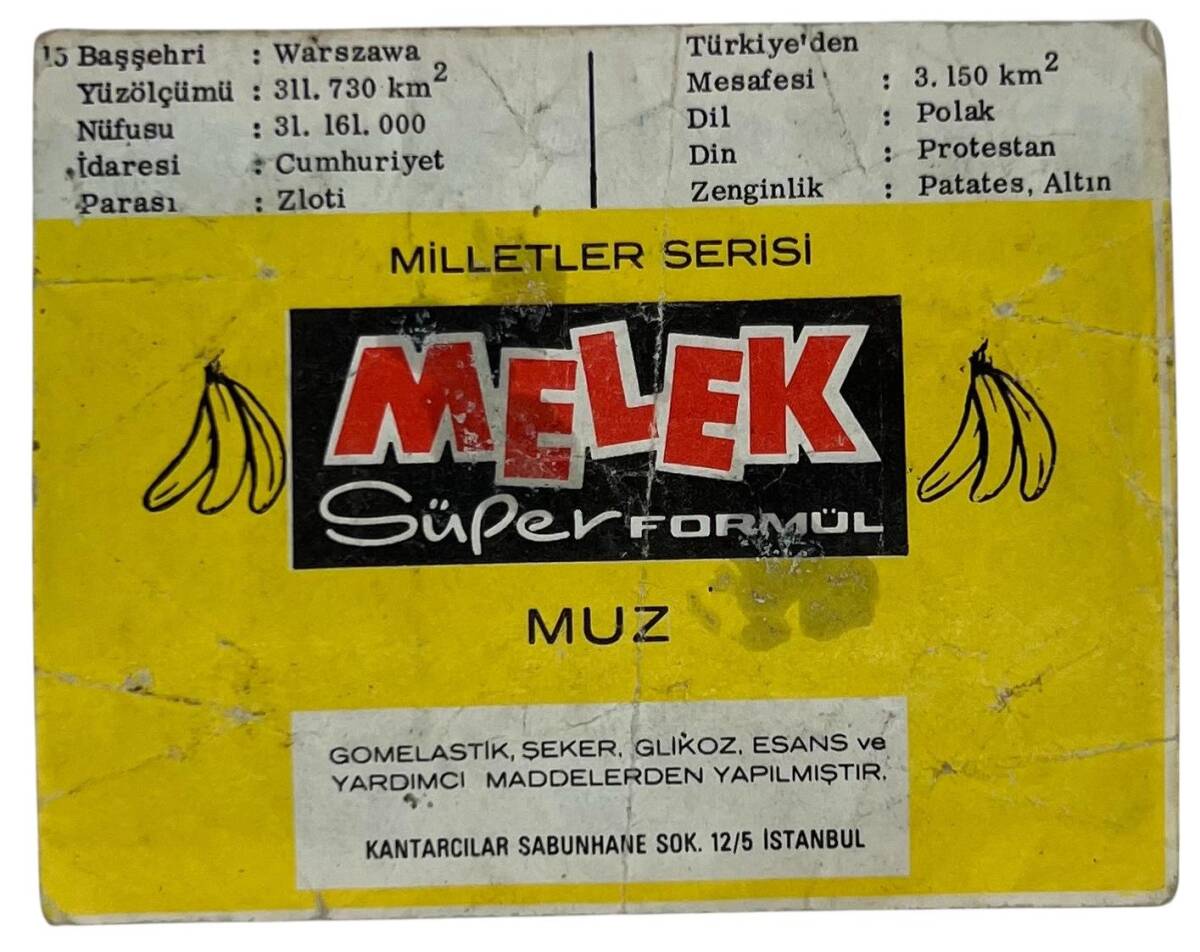 15 Başşehri : Warszawa
Yüzölçümü : 311. 730 km²
Nüfusu : 31. 161. 000
İdaresi : Cumhuriyet
Parası : Zloti
Türkiye'den
Mesafesi : 3. 150 km²
Dil : Polak
Din : Protestan
Zenginlik : Patates, Altın
MİLLETLER SERİSİ
MELEK
Süper FORMÜL
MUZ
GOMELASTİK, ŞEKER, GLİKOZ, ESANS ve
YARDIMCI MADDELERDEN YAPILMIŞTIR.
KANTARCILAR SABUNHANE SOK. 12/5 İSTANBUL